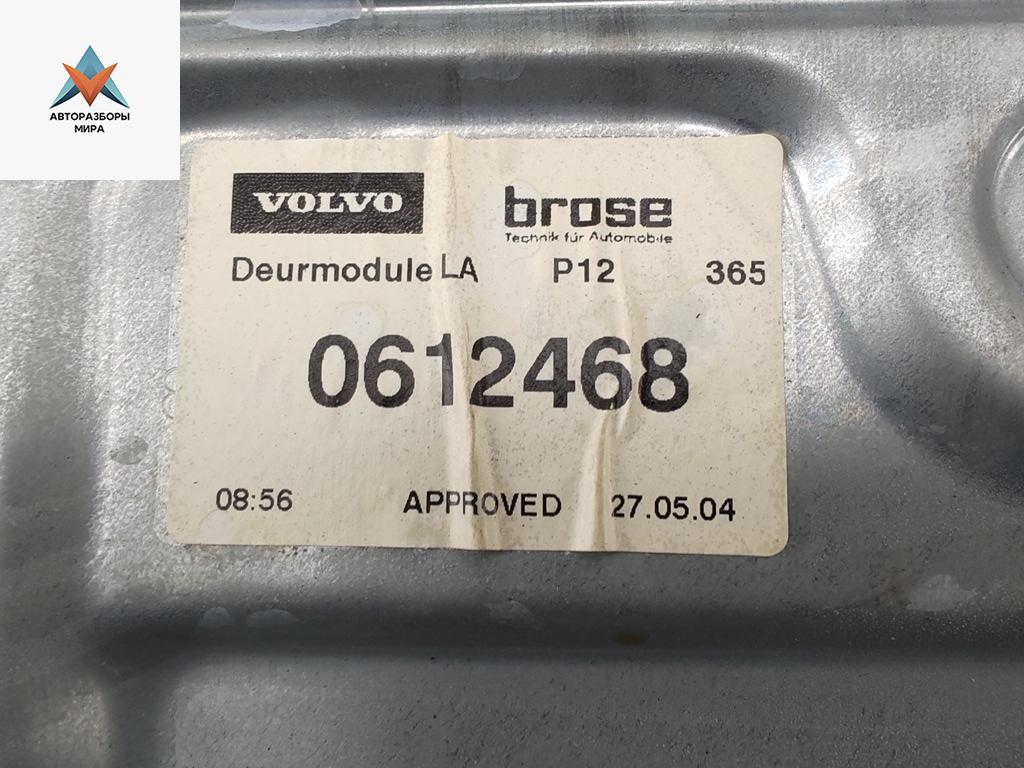 АВТОРАЗБОРЫ
МИРА
VOLVO
brose
Technik für Automobile
Deurmodule LA P12 365
0612468
08:56 APPROVED 27.05.04